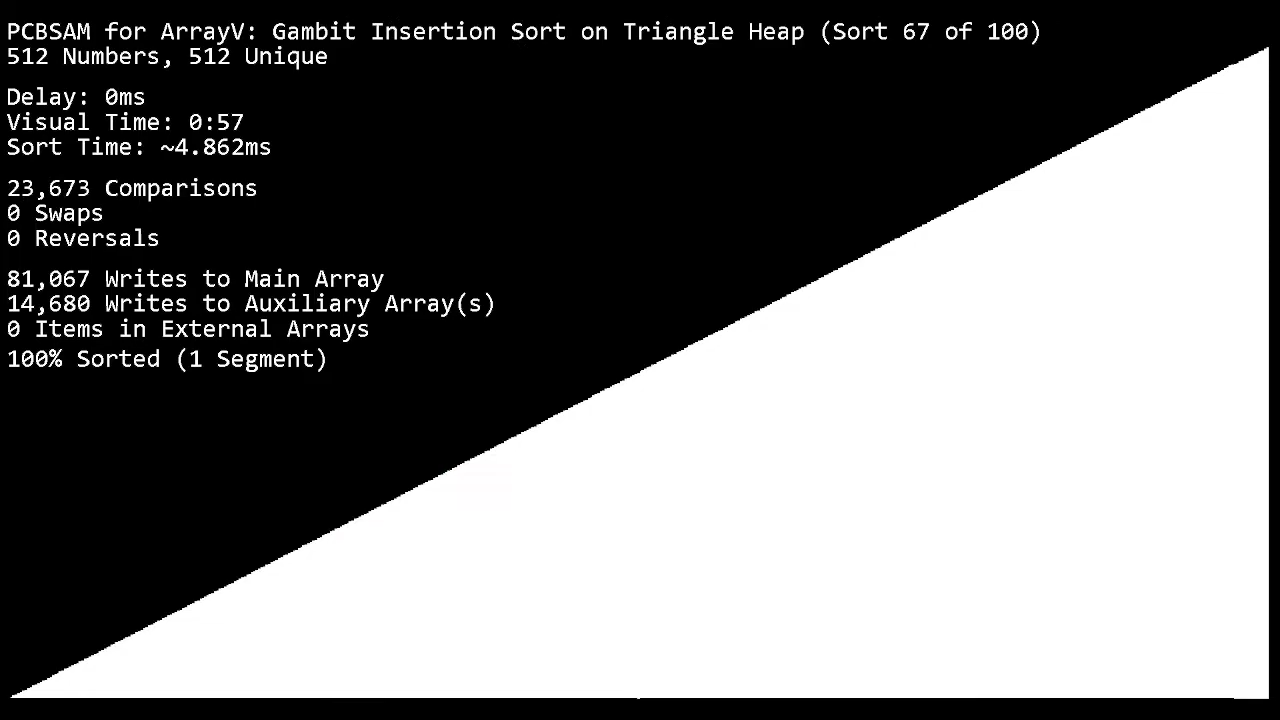 PCBSAM for ArrayV: Gambit Insertion Sort on Triangle Heap (Sort 67 of 100)
512 Numbers, 512 Unique
Delay: 0ms
Visual Time: 0:57
Sort Time: ~4.862ms
23,673 Comparisons
0 Swaps
0 Reversals
81,067 Writes to Main Array
14,680 Writes to Auxiliary Array(s)
0 Items in External Arrays
100% Sorted (1 Segment)